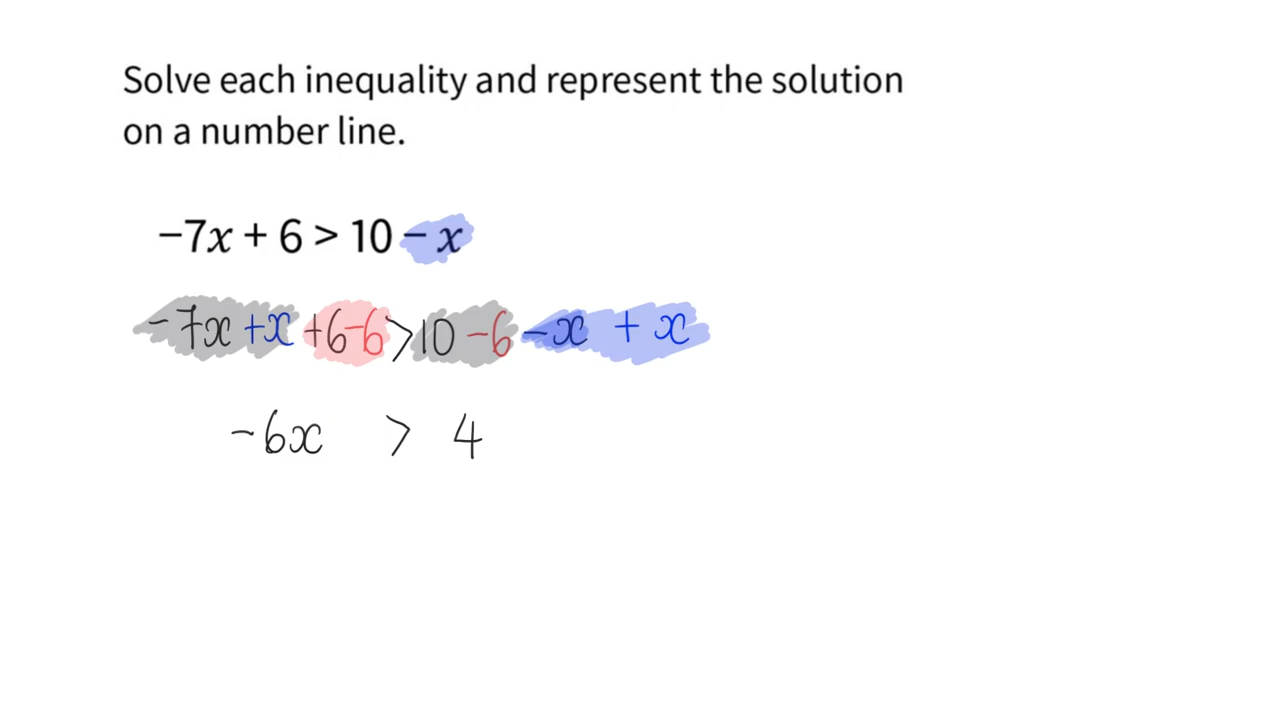 Solve each inequality and represent the solution
on a number line.
−7x + 6 > 10 − x
-7x +x +6 -6 > 10 -6 -x + x
-6x > 4